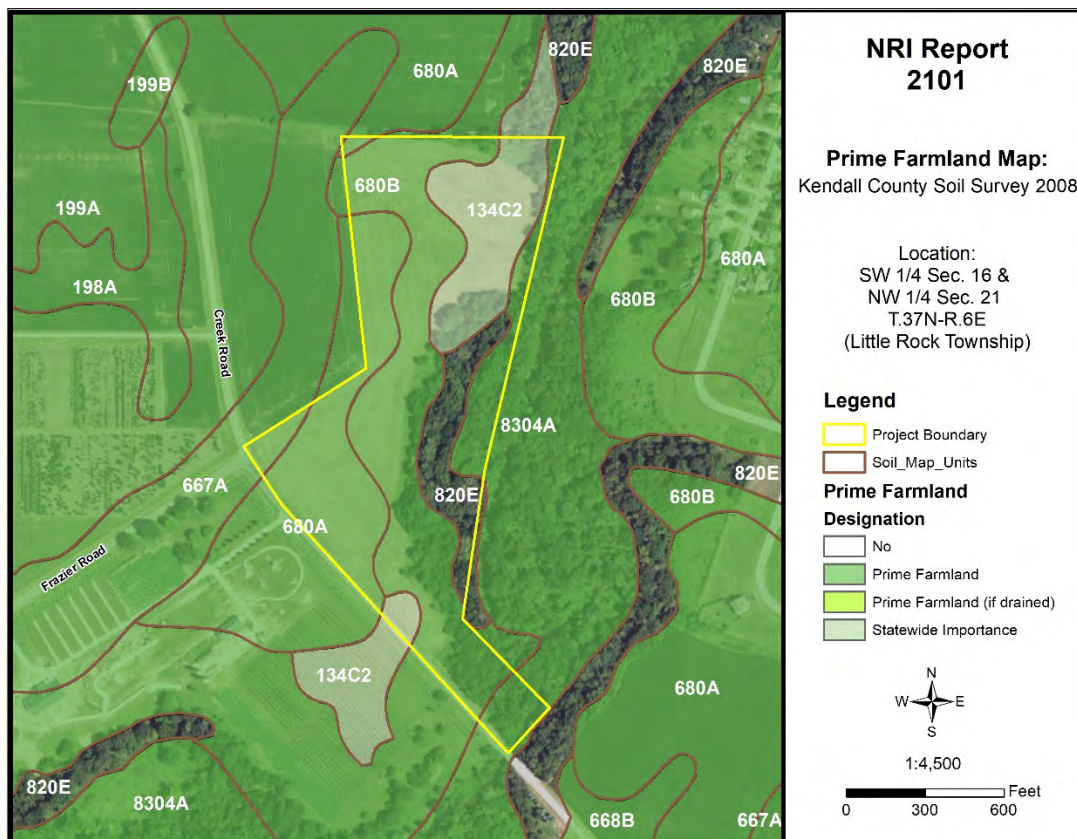 820E
820E
680A
199B
680B
199A
134C2
680A
198A
680B
Creek Road
8304A
667A
820E
820E
680B
680A
Frazier Road
134C2
680A
820E
8304A
668B
667A
NRI Report
2101
Prime Farmland Map:
Kendall County Soil Survey 2008
Location:
SW 1/4 Sec. 16 &
NW 1/4 Sec. 21
T.37N-R.6E
(Little Rock Township)
Legend
Project Boundary
Soil_Map_Units
Prime Farmland
Designation
No
Prime Farmland
Prime Farmland (if drained)
Statewide Importance
N
W E
S
1:4,500
Feet
0 300 600